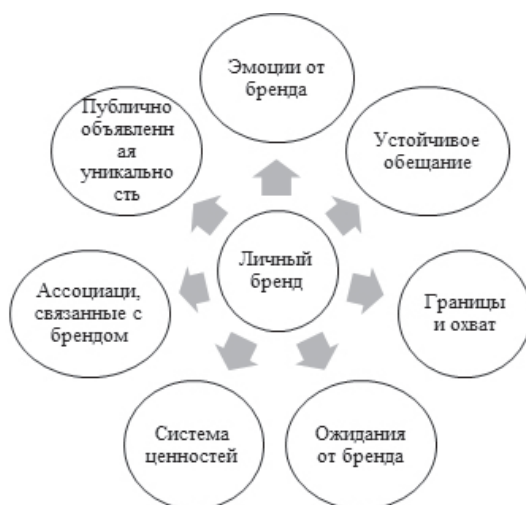 Эмоции от
бренда
Публично
объявленн
ая
уникально
сть
Устойчивое
обещание
Личный
бренд
Ассоциаци,
связанные с
брендом
Границы
и охват
Система
ценностей
Ожидания
от бренда